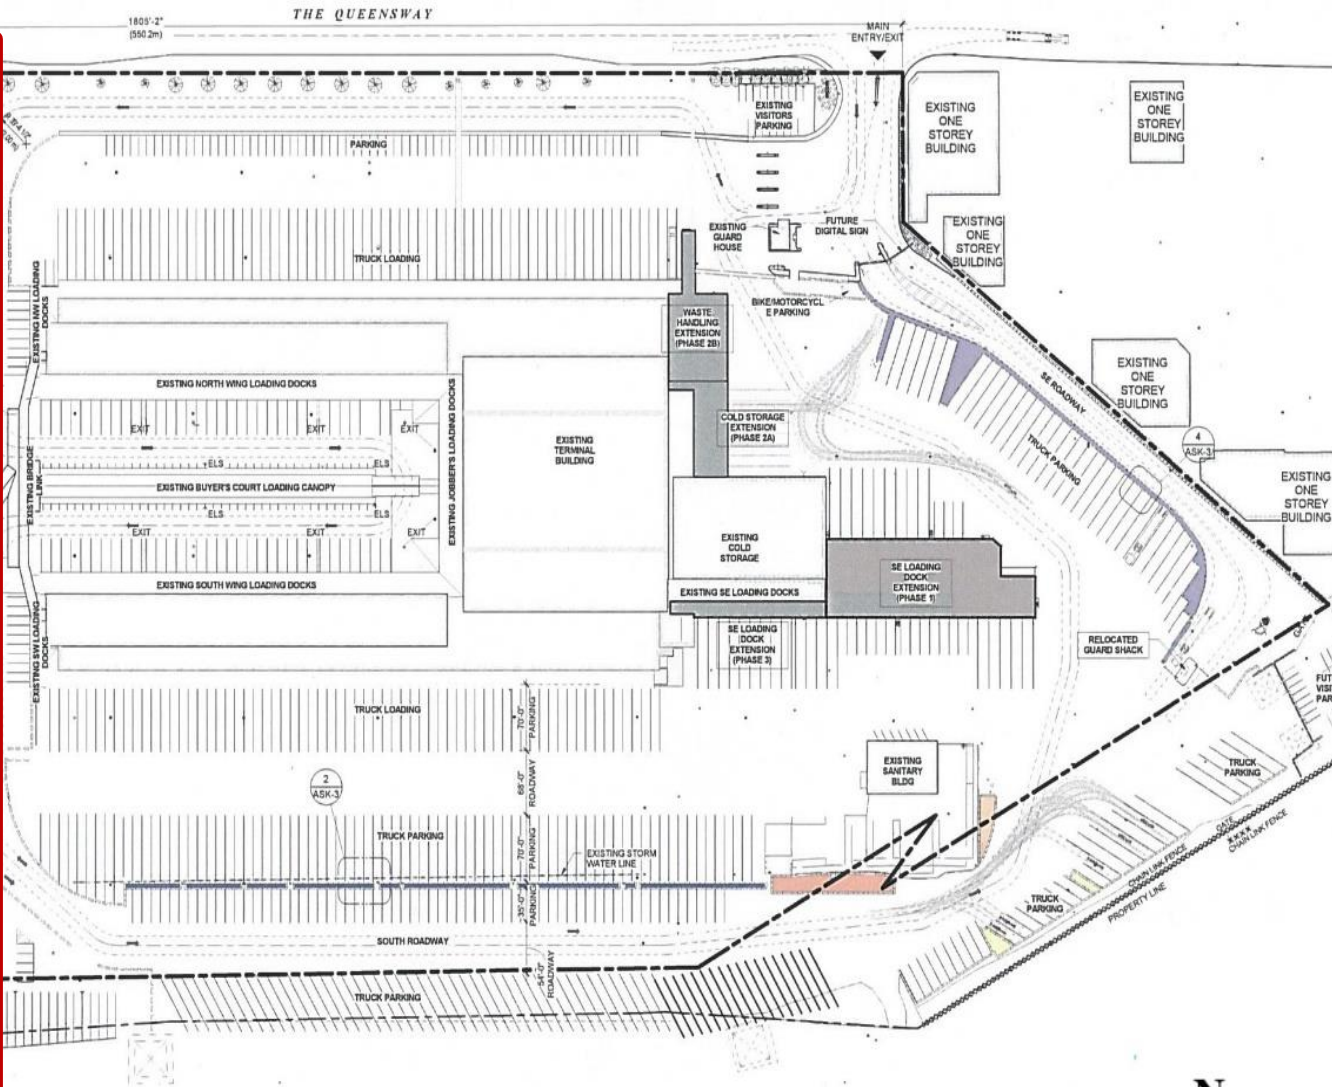 THE QUEENSWAY
1805'-2"
(550.2m)
MAIN
ENTRY/EXIT
EXISTING
VISITORS
PARKING
EXISTING
ONE
STOREY
BUILDING
EXISTING
ONE
STOREY
BUILDING
PARKING
EXISTING
GUARD
HOUSE
FUTURE
DIGITAL SIGN
EXISTING
ONE
STOREY
BUILDING
TRUCK LOADING
EXISTING NW LOADING
DOCKS
BIKE/MOTORCYCL
E PARKING
WASTE
HANDLING
EXTENSION
(PHASE 2B)
SE ROADWAY
EXISTING
ONE
STOREY
BUILDING
EXISTING NORTH WING LOADING DOCKS
COLD STORAGE
EXTENSION
(PHASE 2A)
TRUCK PARKING
4
ASK-3
EXIT
EXIT
EXIT
EXISTING
TERMINAL
BUILDING
EXISTING JOBBER'S LOADING DOCKS
ELS
ELS
EXISTING BRIDGE
LINK
EXISTING BUYER'S COURT LOADING CANOPY
ELS
ELS
EXIT
EXIT
EXIT
EXISTING
ONE
STOREY
BUILDING
EXISTING
COLD
STORAGE
EXISTING SOUTH WING LOADING DOCKS
EXISTING SE LOADING DOCKS
SE LOADING
DOCK
EXTENSION
(PHASE 1)
SE LOADING
DOCK
EXTENSION
(PHASE 3)
EXISTING SW LOADING
DOCKS
RELOCATED
GUARD SHACK
GATE
TRUCK LOADING
70'-0"
PARKING
68'-0"
ROADWAY
EXISTING
SANITARY
BLDG
TRUCK
PARKING
2
ASK-3
TRUCK PARKING
70'-0"
PARKING
EXISTING STORM
WATER LINE
35'-0"
PARKING
GATE
XXXX
CHAIN LINK FENCE
CHAIN LINK FENCE
PROPERTY LINE
TRUCK
PARKING
SOUTH ROADWAY
54'-0"
ROADWAY
TRUCK PARKING
N